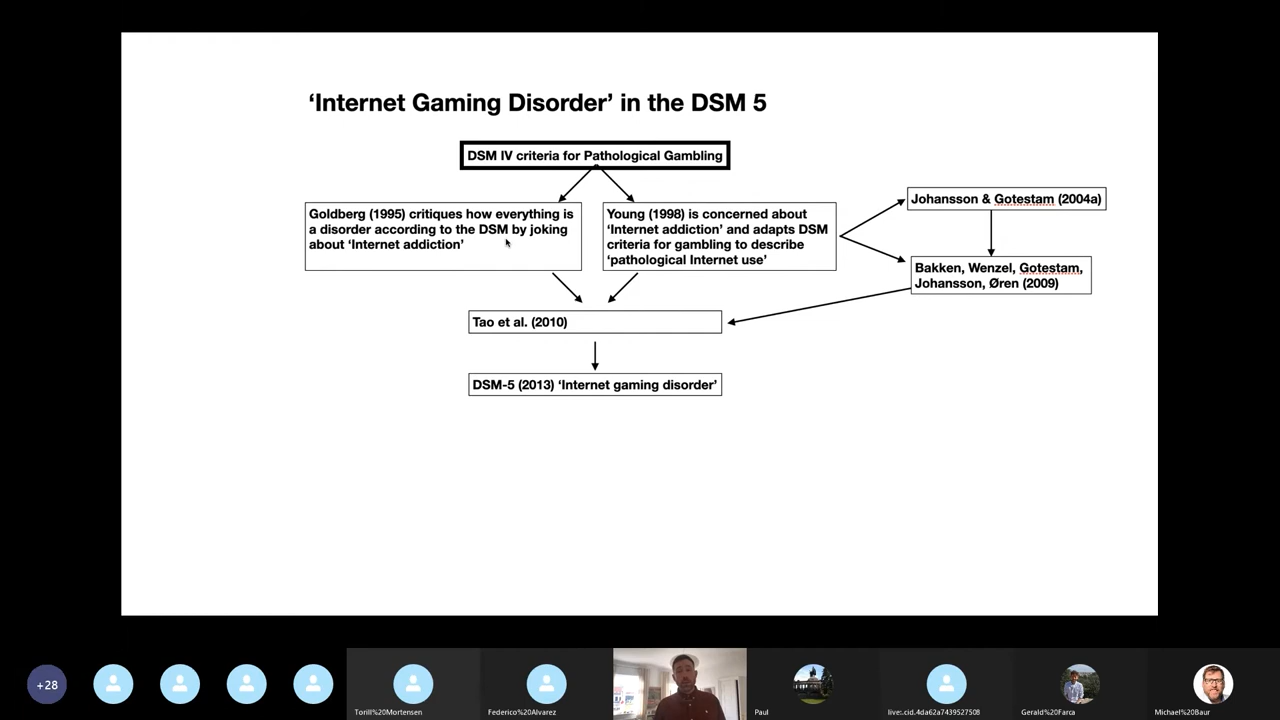 ‘Internet Gaming Disorder’ in the DSM 5
DSM IV criteria for Pathological Gambling
Goldberg (1995) critiques how everything is
a disorder according to the DSM by joking
about ‘Internet addiction’
Young (1998) is concerned about
‘Internet addiction’ and adapts DSM
criteria for gambling to describe
‘pathological Internet use’
Johansson & Gotestam (2004a)
Bakken, Wenzel, Gotestam,
Johansson, Øren (2009)
Tao et al. (2010)
DSM-5 (2013) ‘Internet gaming disorder’
+28
Torill%20Mortensen
Federico%20Alvarez
Paul
live:.cid.4da62a7439527508
Gerald%20Farca
Michael%20Baur